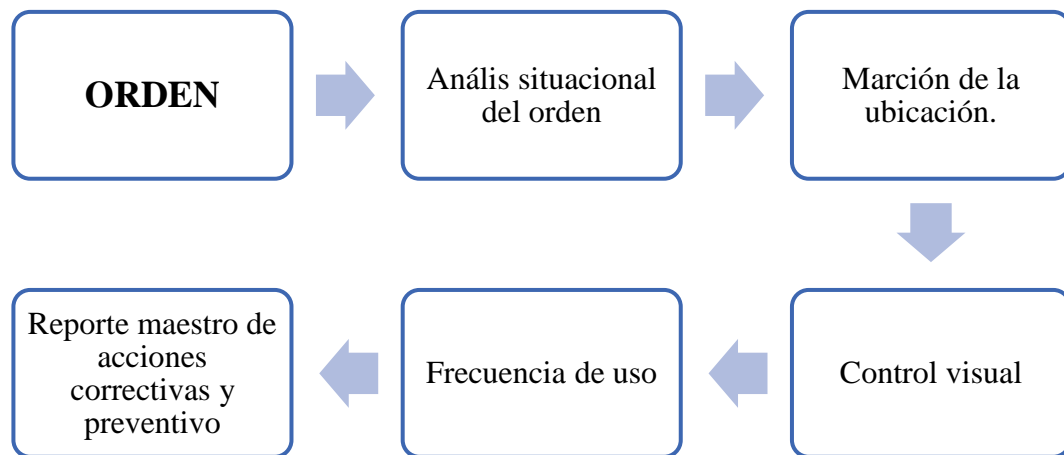 ORDEN
Anális situacional
del orden
Marción de la
ubicación.
Control visual
Frecuencia de uso
Reporte maestro de
acciones
correctivas y
preventivo